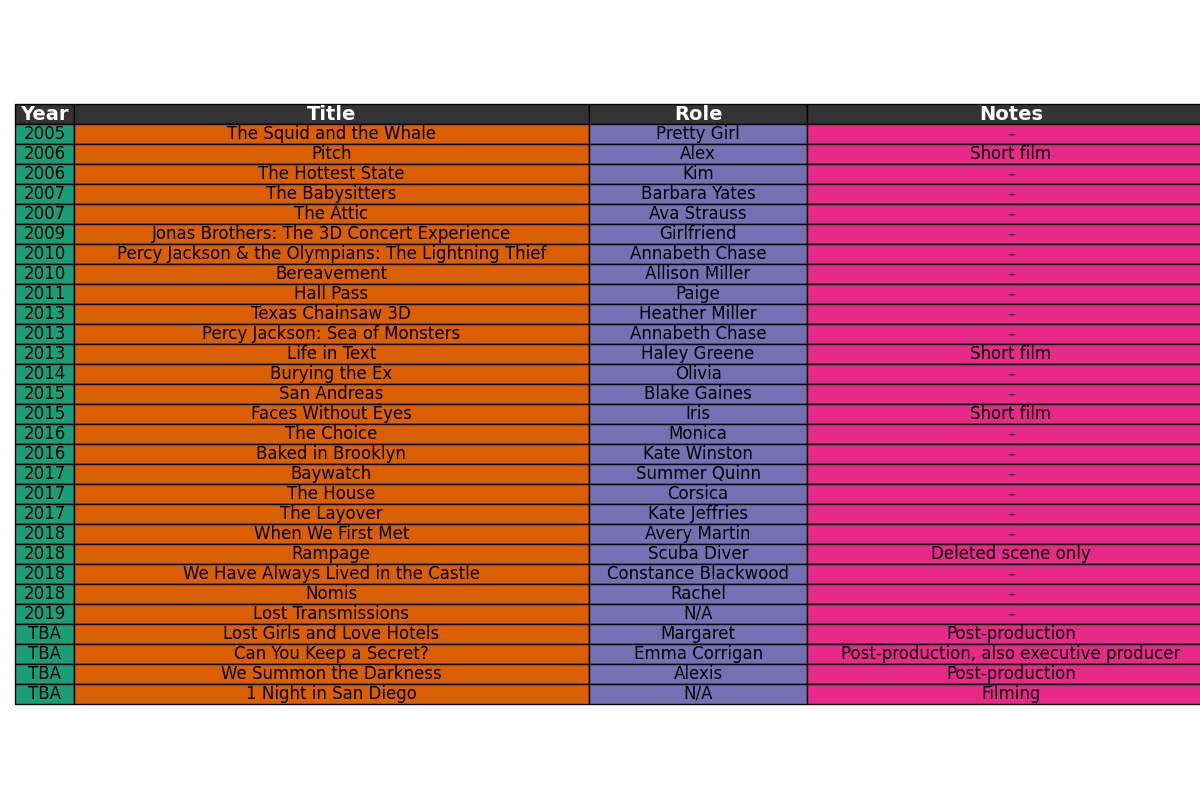 Year Title Role Notes
2005 The Squid and the Whale Pretty Girl -
2006 Pitch Alex Short film
2006 The Hottest State Kim -
2007 The Babysitters Barbara Yates -
2007 The Attic Ava Strauss -
2009 Jonas Brothers: The 3D Concert Experience Girlfriend -
2010 Percy Jackson & the Olympians: The Lightning Thief Annabeth Chase -
2010 Bereavement Allison Miller -
2011 Hall Pass Paige -
2013 Texas Chainsaw 3D Heather Miller -
2013 Percy Jackson: Sea of Monsters Annabeth Chase -
2013 Life in Text Haley Greene Short film
2014 Burying the Ex Olivia -
2015 San Andreas Blake Gaines -
2015 Faces Without Eyes Iris Short film
2016 The Choice Monica -
2016 Baked in Brooklyn Kate Winston -
2017 Baywatch Summer Quinn -
2017 The House Corsica -
2017 The Layover Kate Jeffries -
2018 When We First Met Avery Martin -
2018 Rampage Scuba Diver Deleted scene only
2018 We Have Always Lived in the Castle Constance Blackwood -
2018 Nomis Rachel -
2019 Lost Transmissions N/A -
TBA Lost Girls and Love Hotels Margaret Post-production
TBA Can You Keep a Secret? Emma Corrigan Post-production, also executive producer
TBA We Summon the Darkness Alexis Post-production
TBA 1 Night in San Diego N/A Filming